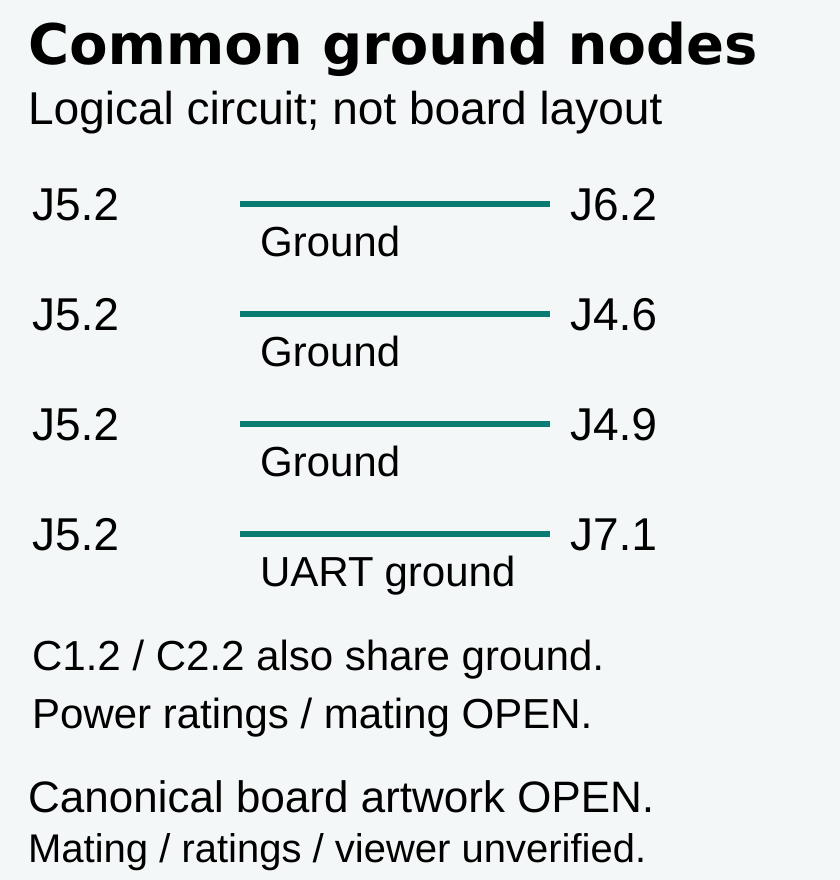 Common ground nodes
Logical circuit; not board layout
J5.2 J6.2
Ground
J5.2 J4.6
Ground
J5.2 J4.9
Ground
J5.2 J7.1
UART ground
C1.2 / C2.2 also share ground.
Power ratings / mating OPEN.
Canonical board artwork OPEN.
Mating / ratings / viewer unverified.